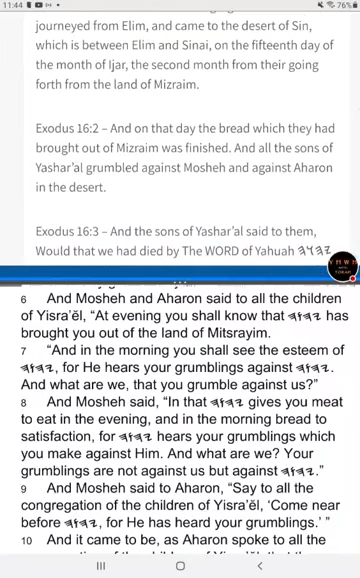 11:44 76%
journeyed from Elim, and came to the desert of Sin,
which is between Elim and Sinai, on the fifteenth day of
the month of Ijar, the second month from their going
forth from the land of Mizraim.
Exodus 16:2 – And on that day the bread which they had
brought out of Mizraim was finished. And all the sons of
Yashar’al grumbled against Mosheh and against Aharon
in the desert.
Exodus 16:3 – And the sons of Yashar’al said to them,
Would that we had died by The WORD of Yahuah 𐤉𐤄𐤅𐤄
Y H W H
TORAH
6 And Mosheh and Aharon said to all the children
of Yisra’ĕl, “At evening you shall know that 𐤉𐤄𐤅𐤄 has
brought you out of the land of Mitsrayim.
7 “And in the morning you shall see the esteem of
𐤉𐤄𐤅𐤄, for He hears your grumblings against 𐤉𐤄𐤅𐤄.
And what are we, that you grumble against us?”
8 And Mosheh said, “In that 𐤉𐤄𐤅𐤄 gives you meat
to eat in the evening, and in the morning bread to
satisfaction, for 𐤉𐤄𐤅𐤄 hears your grumblings which
you make against Him. And what are we? Your
grumblings are not against us but against 𐤉𐤄𐤅𐤄.”
9 And Mosheh said to Aharon, “Say to all the
congregation of the children of Yisra’ĕl, ‘Come near
before 𐤉𐤄𐤅𐤄, for He has heard your grumblings.’ ”
10 And it came to be, as Aharon spoke to all the